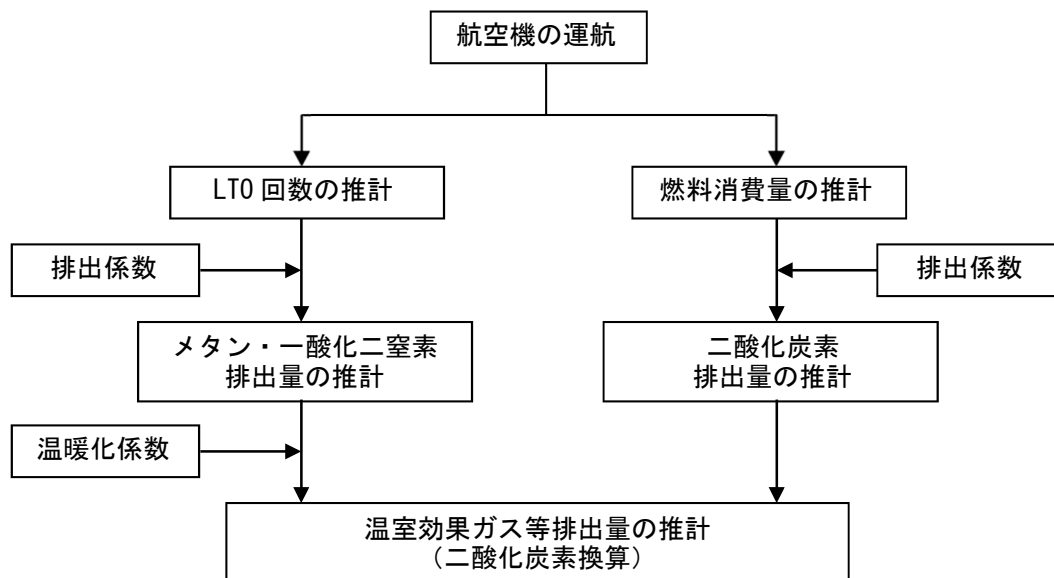 航空機の運航
LTO 回数の推計
燃料消費量の推計
排出係数
排出係数
メタン・一酸化二窒素
排出量の推計
二酸化炭素
排出量の推計
温暖化係数
温室効果ガス等排出量の推計
（二酸化炭素換算）